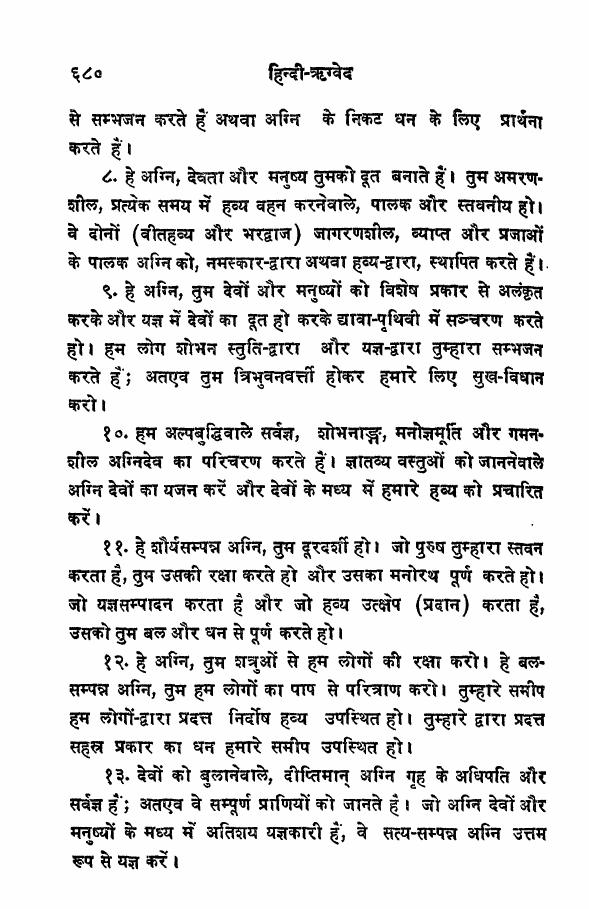 ६८० हिन्दी-ऋग्वेद
से सम्भजन करते हैं अथवा अग्नि के निकट धन के लिए प्रार्थना
करते हैं।
८. हे अग्नि, देवता और मनुष्य तुमको दूत बनाते हैं। तुम अमरण-
शील, प्रत्येक समय में हव्य वहन करनेवाले, पालक और स्तवनीय हो।
वे दोनों (वीतहव्य और भरद्वाज) जागरणशील, व्याप्त और प्रजाओं
के पालक अग्नि को, नमस्कार-द्वारा अथवा हव्य-द्वारा, स्थापित करते हैं।
९. हे अग्नि, तुम देवों और मनुष्यों को विशेष प्रकार से अलंकृत
करके और यज्ञ में देवों का दूत हो करके द्यावा-पृथिवी में सञ्चरण करते
हो। हम लोग शोभन स्तुति-द्वारा और यज्ञ-द्वारा तुम्हारा सम्भजन
करते हैं; अतएव तुम त्रिभुवनवर्त्ती होकर हमारे लिए सुख-विधान
करो।
१०. हम अल्पबुद्धिवाले सर्वज्ञ, शोभनाङ्ग, मनोज्ञमूर्ति और गमन-
शील अग्निदेव का परिचरण करते हैं। ज्ञातव्य वस्तुओं को जाननेवाले
अग्नि देवों का यजन करें और देवों के मध्य में हमारे हव्य को प्रचारित
करें।
११. हे शौर्यसम्पन्न अग्नि, तुम दूरदर्शी हो। जो पुरुष तुम्हारा स्तवन
करता है, तुम उसकी रक्षा करते हो और उसका मनोरथ पूर्ण करते हो।
जो यज्ञसम्पादन करता है और जो हव्य उत्क्षेप (प्रदान) करता है,
उसको तुम बल और धन से पूर्ण करते हो।
१२. हे अग्नि, तुम शत्रुओं से हम लोगों की रक्षा करो। हे बल-
सम्पन्न अग्नि, तुम हम लोगों का पाप से परित्राण करो। तुम्हारे समीप
हम लोगों-द्वारा प्रदत्त निर्दोष हव्य उपस्थित हो। तुम्हारे द्वारा प्रदत्त
सहस्र प्रकार का धन हमारे समीप उपस्थित हो।
१३. देवों को बुलानेवाले, दीप्तिमान् अग्नि गृह के अधिपति और
सर्वज्ञ हैं; अतएव वे सम्पूर्ण प्राणियों को जानते हैं। जो अग्नि देवों और
मनुष्यों के मध्य में अतिशय यज्ञकारी हैं, वे सत्य-सम्पन्न अग्नि उत्तम
रूप से यज्ञ करें।